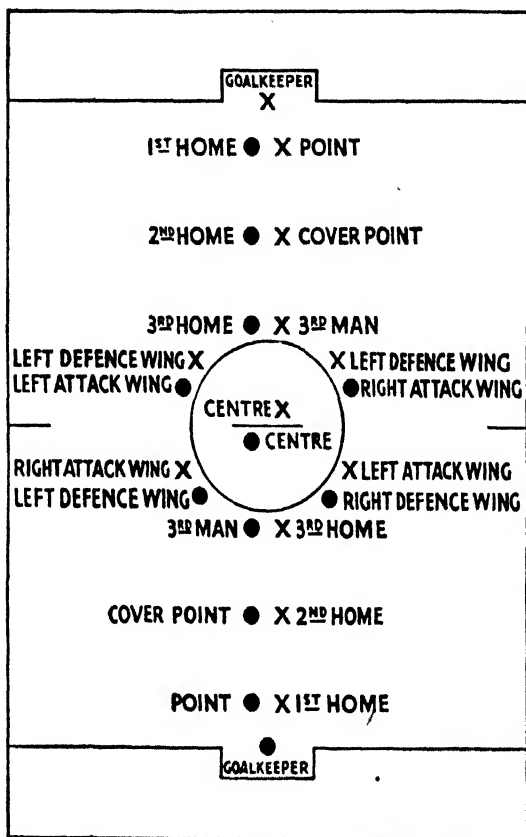 GOALKEEPER
X
1ST HOME ● X POINT
2ND HOME ● X COVER POINT
3RD HOME ● X 3RD MAN
LEFT DEFENCE WING X X LEFT DEFENCE WING
LEFT ATTACK WING ● ● RIGHT ATTACK WING
CENTRE X
● CENTRE
RIGHT ATTACK WING X X LEFT ATTACK WING
LEFT DEFENCE WING ● ● RIGHT DEFENCE WING
3RD MAN ● X 3RD HOME
COVER POINT ● X 2ND HOME
POINT ● X 1ST HOME
●
GOALKEEPER